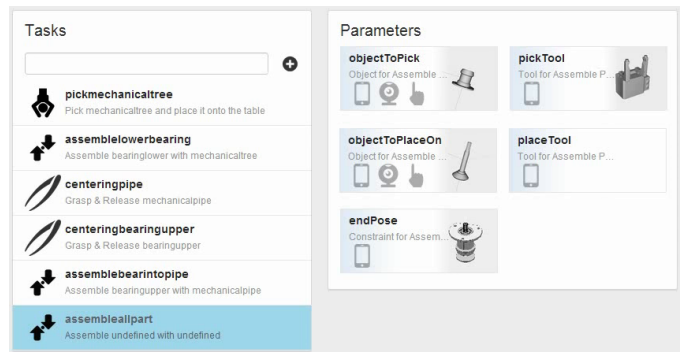 Tasks
pickmechanicaltree
Pick mechanicaltree and place it onto the table
assemblelowerbearing
Assemble bearinglower with mechanicaltree
centeringpipe
Grasp & Release mechanicalpipe
centeringbearingupper
Grasp & Release bearingupper
assemblebearintopipe
Assemble bearingupper with mechanicalpipe
assembleallpart
Assemble undefined with undefined
Parameters
objectToPick
Object for Assemble ...
pickTool
Tool for Assemble P...
objectToPlaceOn
Object for Assemble ...
placeTool
Tool for Assemble P...
endPose
Constraint for Assem...